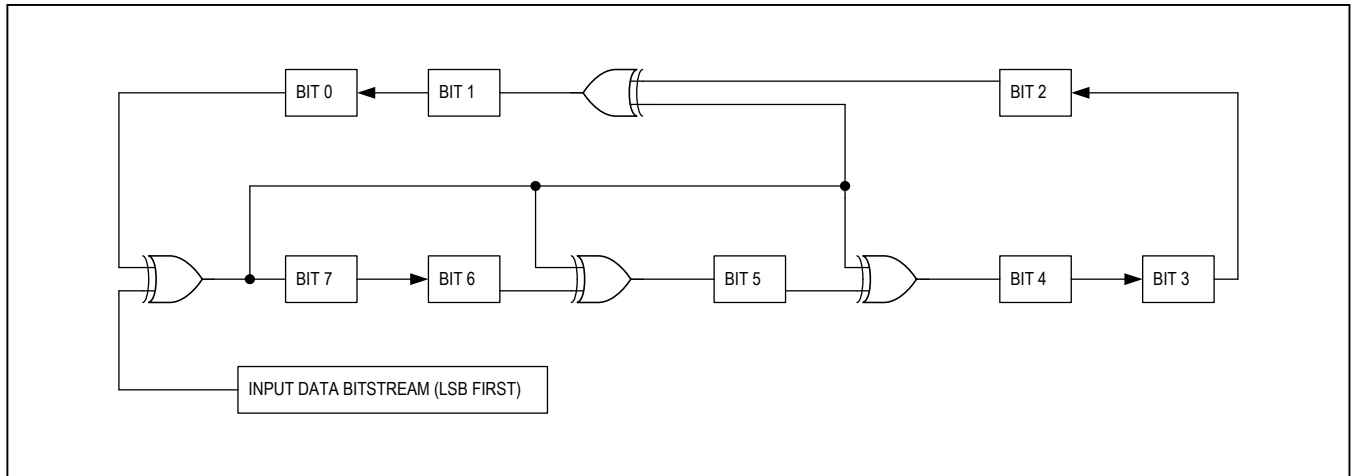 BIT 0
BIT 1
BIT 2
BIT 7
BIT 6
BIT 5
BIT 4
BIT 3
INPUT DATA BITSTREAM (LSB FIRST)